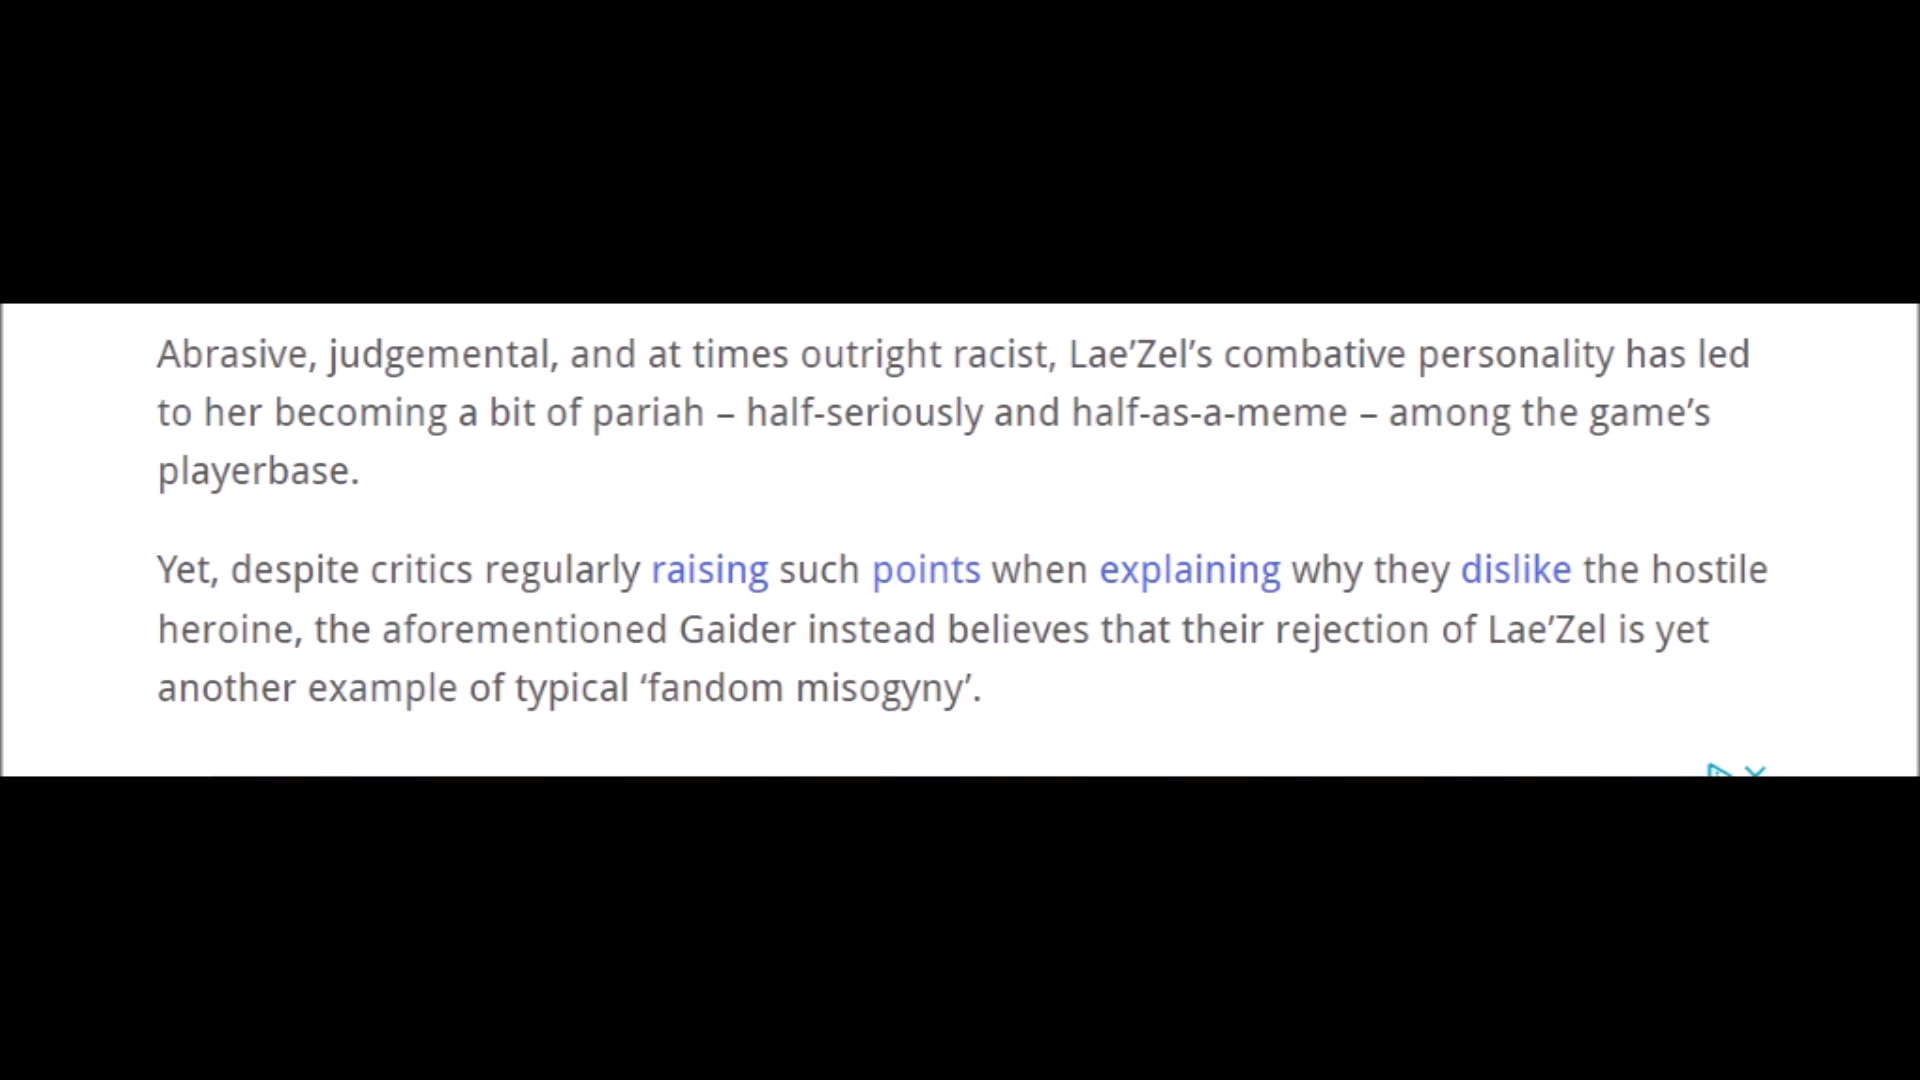 Abrasive, judgemental, and at times outright racist, Lae’Zel’s combative personality has led
to her becoming a bit of pariah – half-seriously and half-as-a-meme – among the game’s
playerbase.
Yet, despite critics regularly raising such points when explaining why they dislike the hostile
heroine, the aforementioned Gaider instead believes that their rejection of Lae’Zel is yet
another example of typical ‘fandom misogyny’.